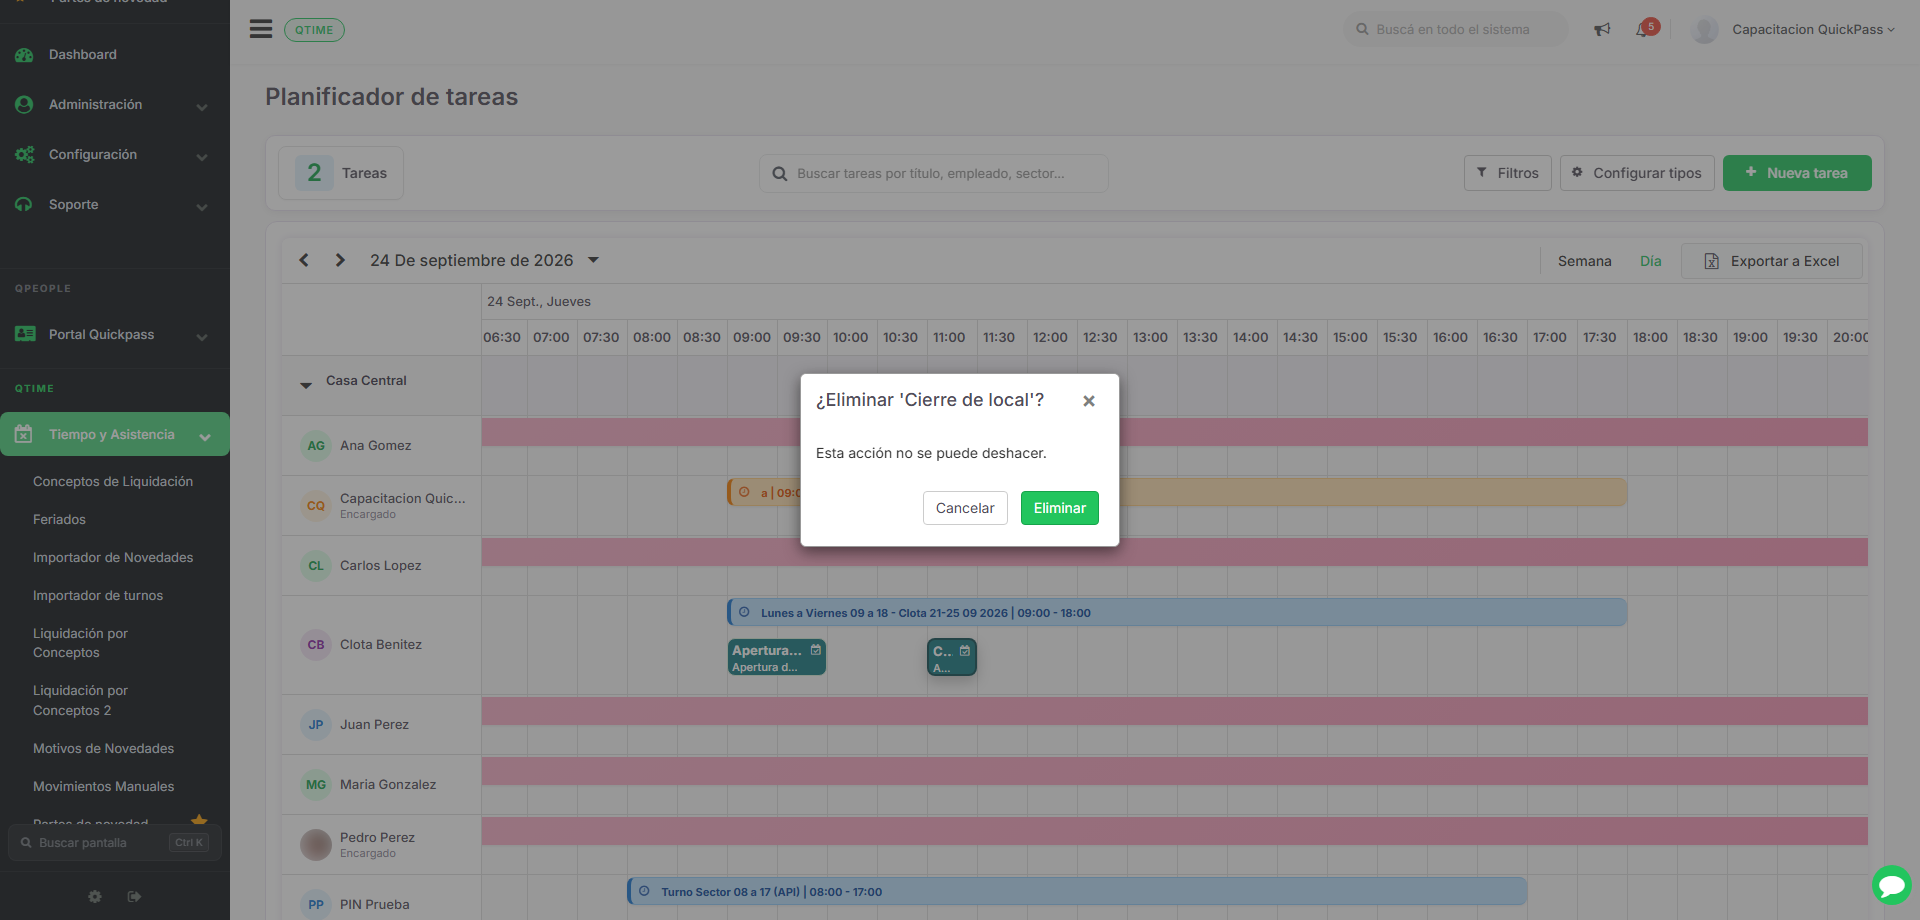 Dashboard
Administración
Configuración
Soporte
QPEOPLE
Portal Quickpass
QTIME
Tiempo y Asistencia
Conceptos de Liquidación
Feriados
Importador de Novedades
Importador de turnos
Liquidación por
Conceptos
Liquidación por
Conceptos 2
Motivos de Novedades
Movimientos Manuales
Partes de novedad
Buscar pantalla
Ctrl K
QTIME
Buscá en todo el sistema
5
Capacitacion QuickPass
Planificador de tareas
2 Tareas
Buscar tareas por título, empleado, sector...
Filtros
Configurar tipos
Nueva tarea
24 De septiembre de 2026
Semana
Día
Exportar a Excel
24 Sept., Jueves
06:30 07:00 07:30 08:00 08:30 09:00 09:30 10:00 10:30 11:00 11:30 12:00 12:30 13:00 13:30 14:00 14:30 15:00 15:30 16:00 16:30 17:00 17:30 18:00 18:30 19:00 19:30 20:00
Casa Central
AG Ana Gomez
CQ Capacitacion Quic...
Encargado
a | 09:0
CL Carlos Lopez
CB Clota Benitez
Lunes a Viernes 09 a 18 - Clota 21-25 09 2026 | 09:00 - 18:00
Apertura...
Apertura d...
C...
A...
JP Juan Perez
MG Maria Gonzalez
Pedro Perez
Encargado
PP PIN Prueba
Turno Sector 08 a 17 (API) | 08:00 - 17:00
¿Eliminar 'Cierre de local'?
Esta acción no se puede deshacer.
Cancelar
Eliminar